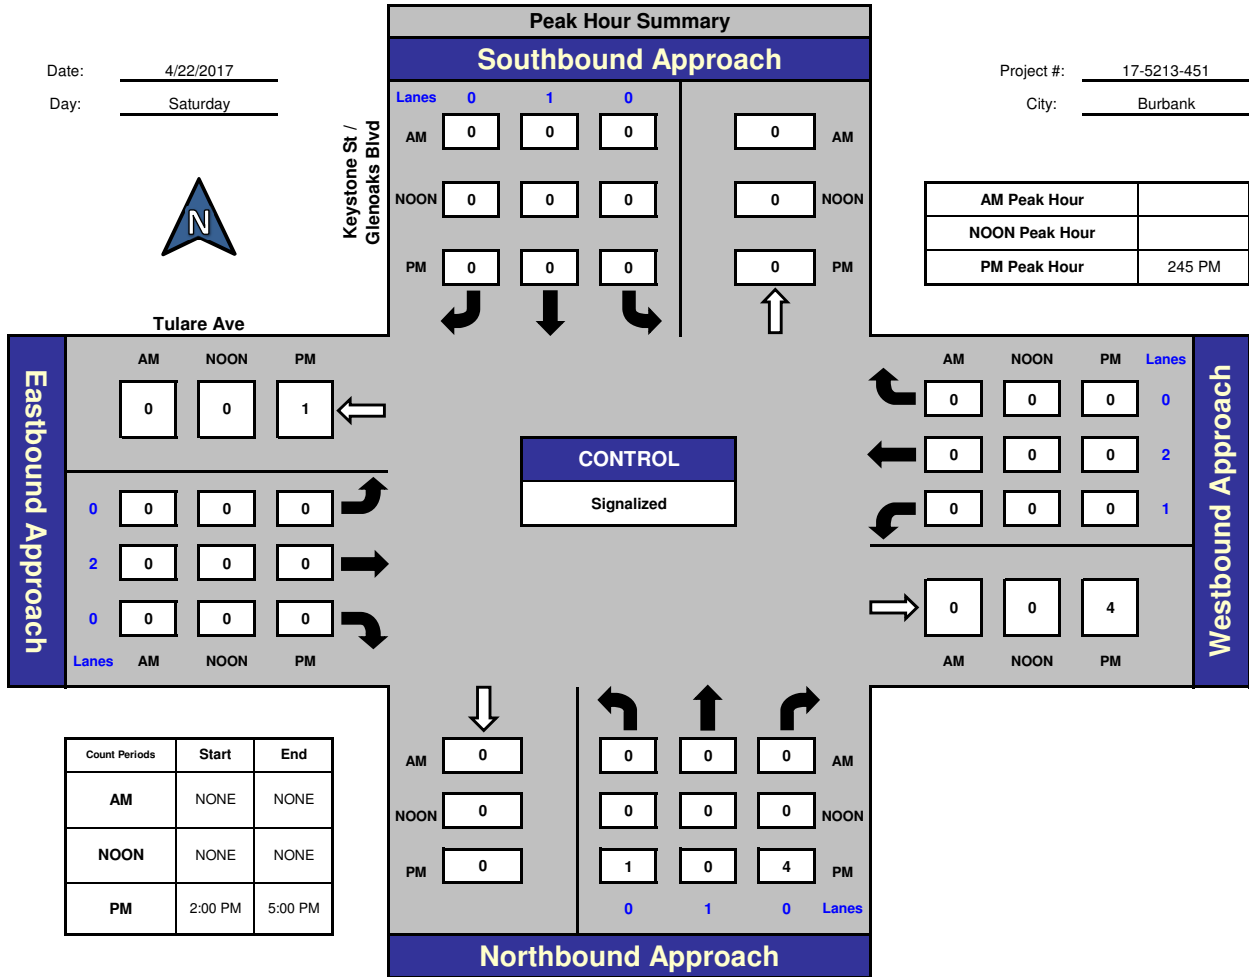 Peak Hour Summary
Southbound Approach
Date: 4/22/2017
Day: Saturday
Project #: 17-5213-451
City: Burbank
Keystone St /
Glenoaks Blvd
Lanes 0 1 0
AM 0 0 0 0 AM
NOON 0 0 0 0 NOON
PM 0 0 0 0 PM
N
AM Peak Hour
NOON Peak Hour
PM Peak Hour 245 PM
Tulare Ave
Eastbound Approach
AM NOON PM
0 0 1
0 0 0 0
2 0 0 0
0 0 0 0
Lanes AM NOON PM
CONTROL
Signalized
AM NOON PM Lanes
0 0 0 0
0 0 0 2
0 0 0 1
0 0 4
AM NOON PM
Westbound Approach
Count Periods Start End
AM NONE NONE
NOON NONE NONE
PM 2:00 PM 5:00 PM
AM 0 0 0 0 AM
NOON 0 0 0 0 NOON
PM 0 1 0 4 PM
0 1 0 Lanes
Northbound Approach